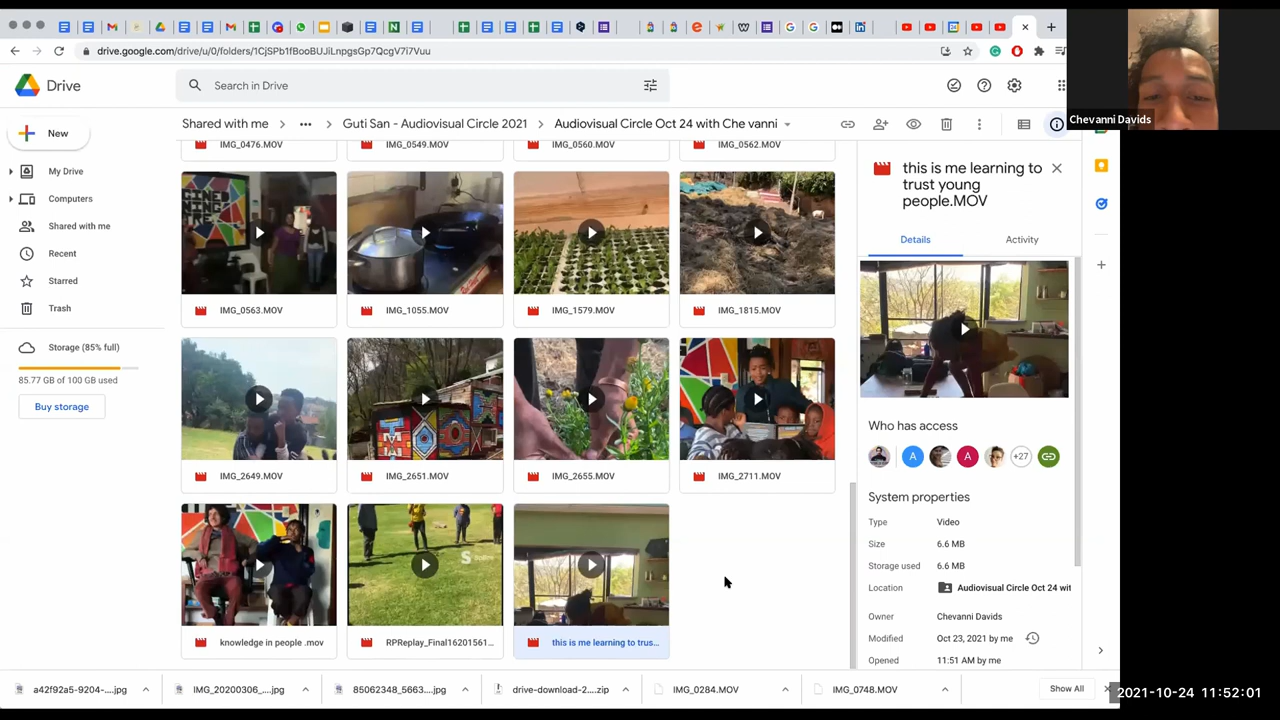 drive.google.com/drive/u/0/folders/1CjSPb1fBooBUJiLnpgsGp7QcgV7i7Vuu
Chevanni Davids
Drive
Search in Drive
New
My Drive
Computers
Shared with me
Recent
Starred
Trash
Storage (85% full)
85.77 GB of 100 GB used
Buy storage
Shared with me
Guti San - Audiovisual Circle 2021
Audiovisual Circle Oct 24 with Che vanni
IMG_0476.MOV
IMG_0549.MOV
IMG_0560.MOV
IMG_0562.MOV
IMG_0563.MOV
IMG_1055.MOV
IMG_1579.MOV
IMG_1815.MOV
IMG_2649.MOV
IMG_2651.MOV
IMG_2655.MOV
IMG_2711.MOV
knowledge in people .mov
RPReplay_Final16201561...
this is me learning to trus...
this is me learning to
trust young
people.MOV
Details
Activity
Who has access
A
A
+27
System properties
Type
Video
Size
6.6 MB
Storage used
6.6 MB
Location
Audiovisual Circle Oct 24 wit
Owner
Chevanni Davids
Modified
Oct 23, 2021 by me
Opened
11:51 AM by me
a42f92a5-9204-....jpg
IMG_20200306_....jpg
85062348_5663....jpg
drive-download-2....zip
IMG_0284.MOV
IMG_0748.MOV
Show All
2021-10-24 11:52:01